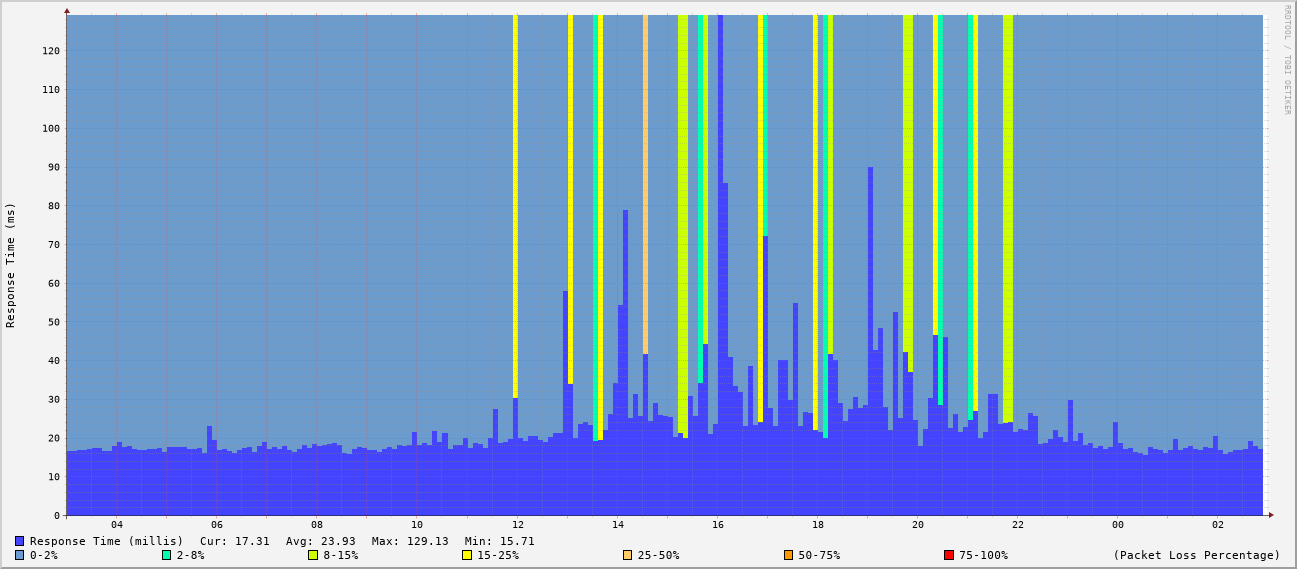 RRDTOOL / TOBI OETIKER
Response Time (ms)
120
110
100
90
80
70
60
50
40
30
20
10
0
04 06 08 10 12 14 16 18 20 22 00 02
Response Time (millis) Cur: 17.31 Avg: 23.93 Max: 129.13 Min: 15.71
0-2% 2-8% 8-15% 15-25% 25-50% 50-75% 75-100% (Packet Loss Percentage)